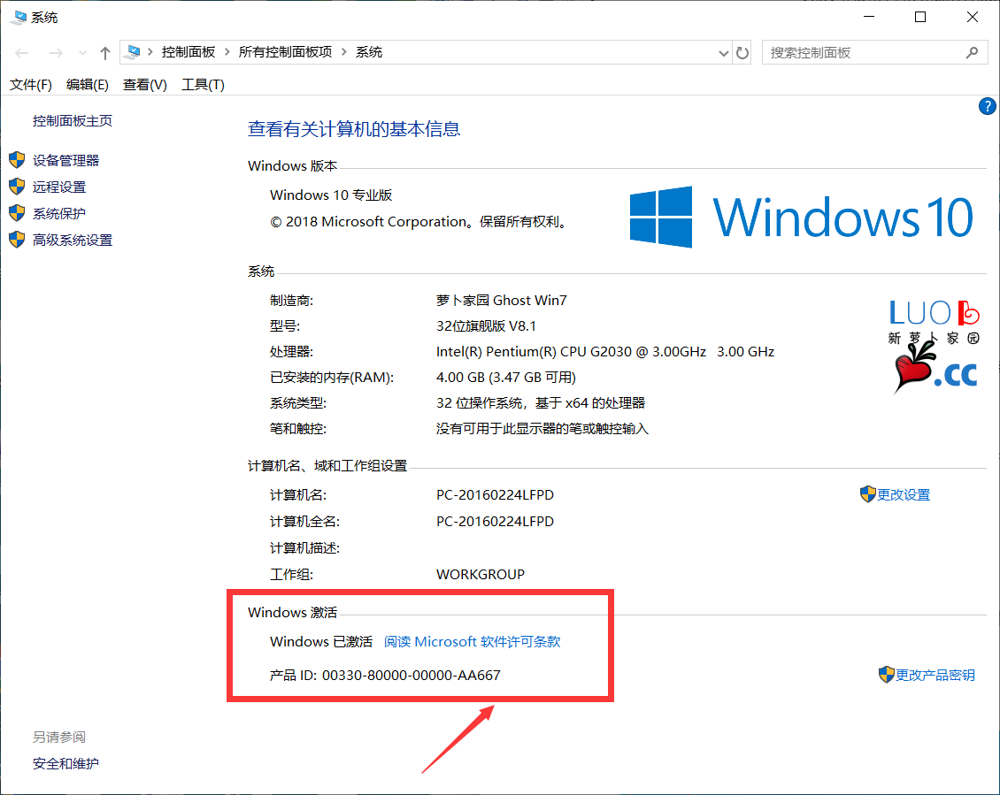 系统
控制面板 所有控制面板项 系统
搜索控制面板
文件(F) 编辑(E) 查看(V) 工具(T)
控制面板主页
设备管理器
远程设置
系统保护
高级系统设置
?
查看有关计算机的基本信息
Windows 版本
Windows 10 专业版
© 2018 Microsoft Corporation。保留所有权利。
Windows 10
系统
制造商: 萝卜家园 Ghost Win7
型号: 32位旗舰版 V8.1
处理器: Intel(R) Pentium(R) CPU G2030 @ 3.00GHz 3.00 GHz
已安装的内存(RAM): 4.00 GB (3.47 GB 可用)
系统类型: 32 位操作系统，基于 x64 的处理器
笔和触控: 没有可用于此显示器的笔或触控输入
LUO
新萝卜家园
.cc
计算机名、域和工作组设置
计算机名: PC-20160224LFPD
更改设置
计算机全名: PC-20160224LFPD
计算机描述:
工作组: WORKGROUP
Windows 激活
Windows 已激活 阅读 Microsoft 软件许可条款
产品 ID: 00330-80000-00000-AA667
更改产品密钥
另请参阅
安全和维护